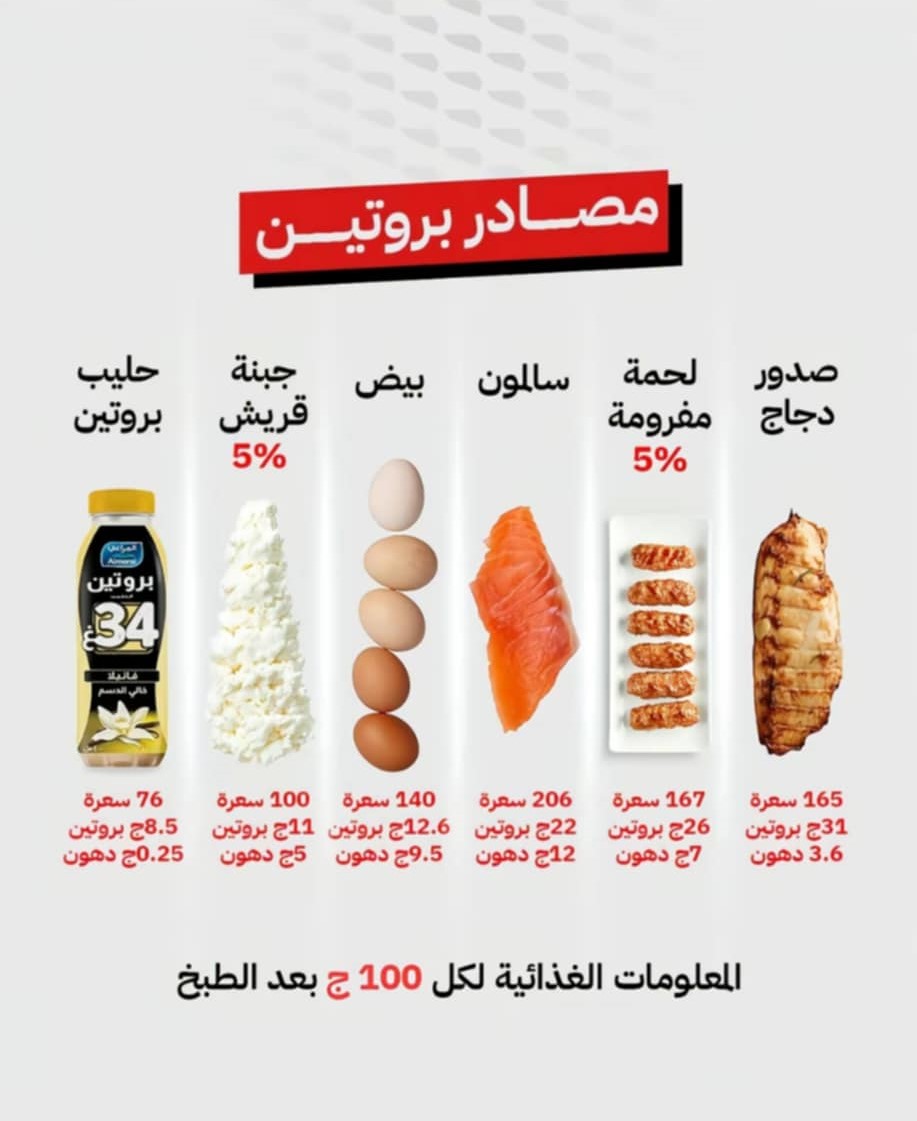 مصادر بروتين
صدور
دجاج
165 سعرة
31ج بروتين
3.6 دهون
لحمة
مفرومة
5%
167 سعرة
26ج بروتين
7ج دهون
سالمون
206 سعرة
22ج بروتين
12ج دهون
بيض
140 سعرة
12.6ج بروتين
9.5ج دهون
جبنة
قريش
5%
100 سعرة
11ج بروتين
5ج دهون
حليب
بروتين
المراعي
Almarai
بروتين
34غ
فانيلا
خالي الدسم
76 سعرة
8.5ج بروتين
0.25ج دهون
المعلومات الغذائية لكل 100 ج بعد الطبخ